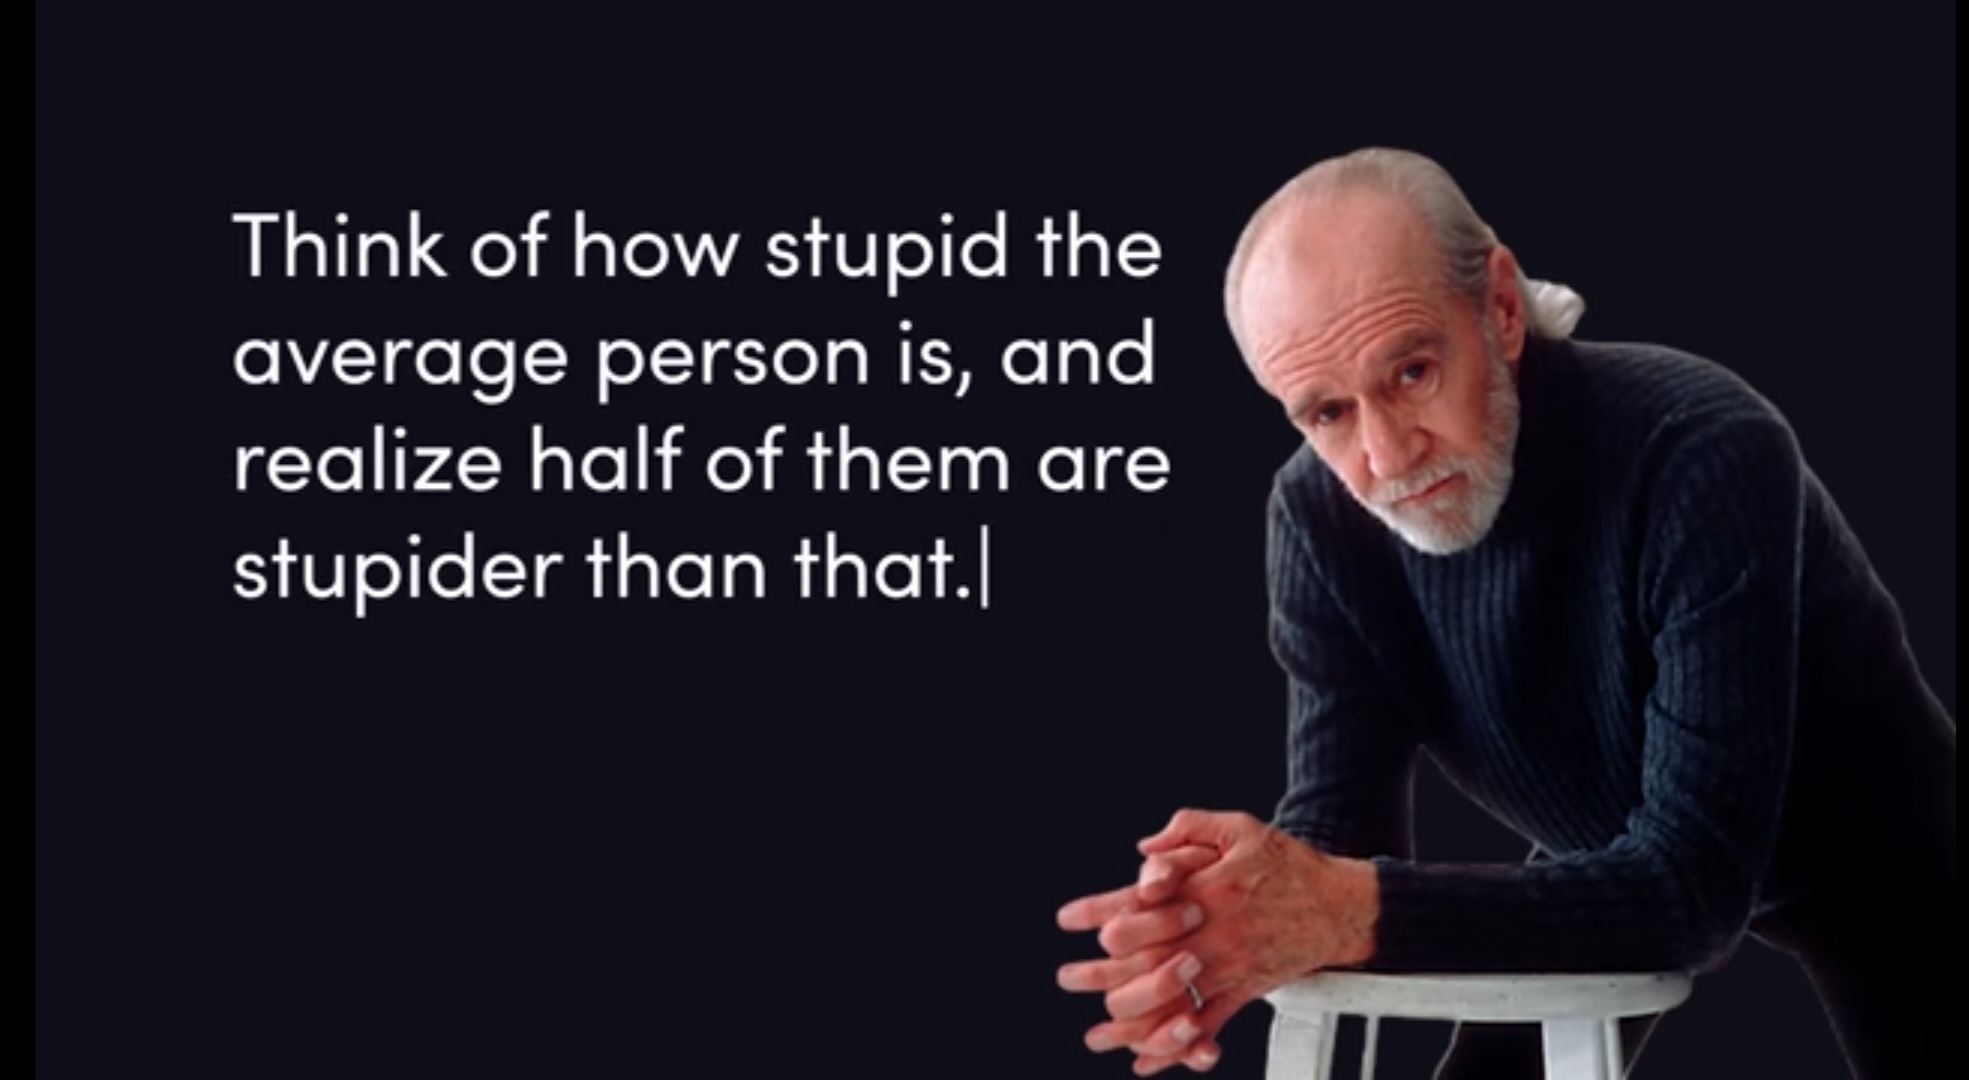 Think of how stupid the
average person is, and
realize half of them are
stupider than that.